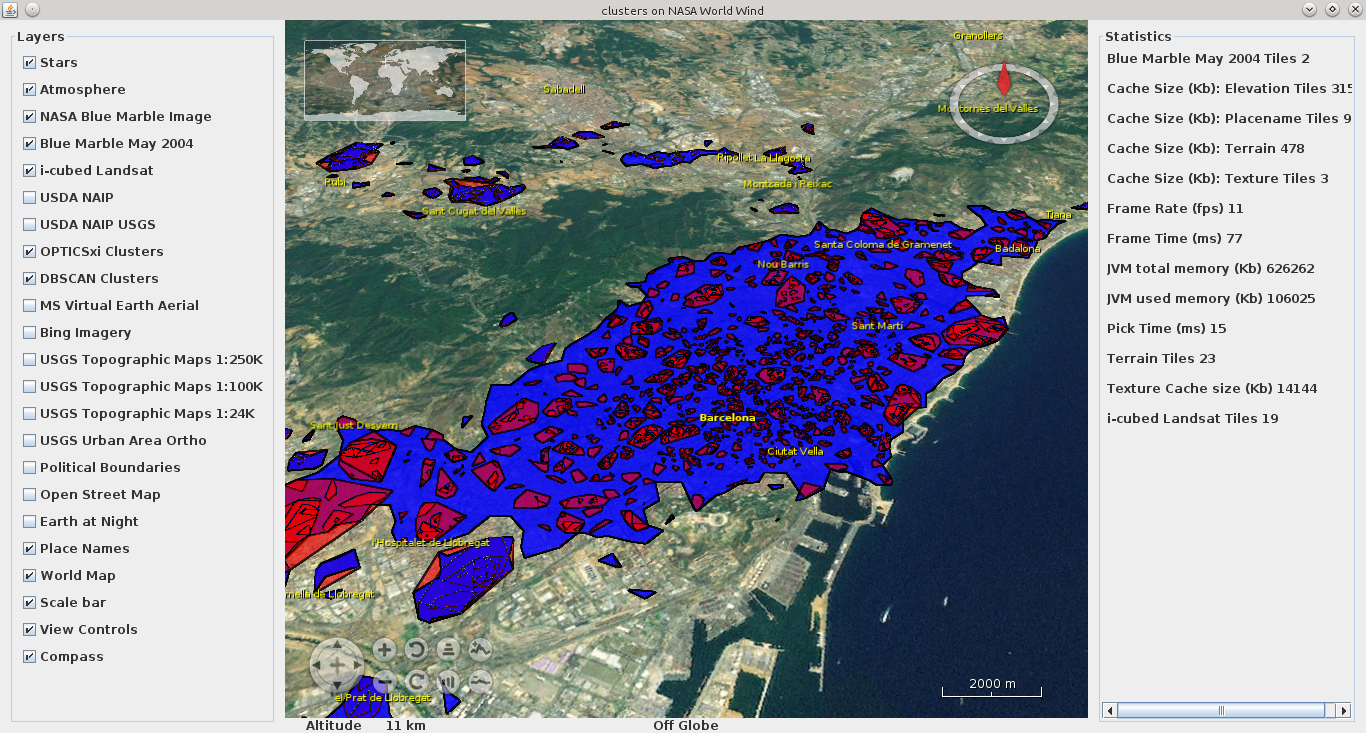 clusters on NASA World Wind
Layers
Stars
Atmosphere
NASA Blue Marble Image
Blue Marble May 2004
i-cubed Landsat
USDA NAIP
USDA NAIP USGS
OPTICSxi Clusters
DBSCAN Clusters
MS Virtual Earth Aerial
Bing Imagery
USGS Topographic Maps 1:250K
USGS Topographic Maps 1:100K
USGS Topographic Maps 1:24K
USGS Urban Area Ortho
Political Boundaries
Open Street Map
Earth at Night
Place Names
World Map
Scale bar
View Controls
Compass
Granollers
Sabadell
Montornès del Vallès
Ripollet
La Llagosta
Rubí
Montcada i Reixac
Sant Cugat del Vallès
Tiana
Santa Coloma de Gramenet
Badalona
Nou Barris
Sant Martí
Barcelona
Sant Just Desvern
Ciutat Vella
l'Hospitalet de Llobregat
rnellà de Llobregat
el Prat de Llobregat
2000 m
Altitude 11 km
Off Globe
Statistics
Blue Marble May 2004 Tiles 2
Cache Size (Kb): Elevation Tiles 315
Cache Size (Kb): Placename Tiles 9
Cache Size (Kb): Terrain 478
Cache Size (Kb): Texture Tiles 3
Frame Rate (fps) 11
Frame Time (ms) 77
JVM total memory (Kb) 626262
JVM used memory (Kb) 106025
Pick Time (ms) 15
Terrain Tiles 23
Texture Cache size (Kb) 14144
i-cubed Landsat Tiles 19